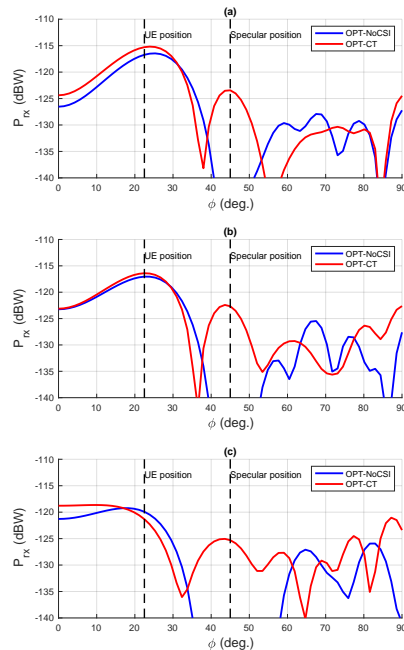 (a)
-110
-115
-120
-125
-130
-135
-140
P_rx (dBW)
UE position
Specular position
OPT-NoCSI
OPT-CT
0 10 20 30 40 50 60 70 80 90
ϕ (deg.)
(b)
-110
-115
-120
-125
-130
-135
-140
P_rx (dBW)
UE position
Specular position
OPT-NoCSI
OPT-CT
0 10 20 30 40 50 60 70 80 90
ϕ (deg.)
(c)
-110
-115
-120
-125
-130
-135
-140
P_rx (dBW)
UE position
Specular position
OPT-NoCSI
OPT-CT
0 10 20 30 40 50 60 70 80 90
ϕ (deg.)